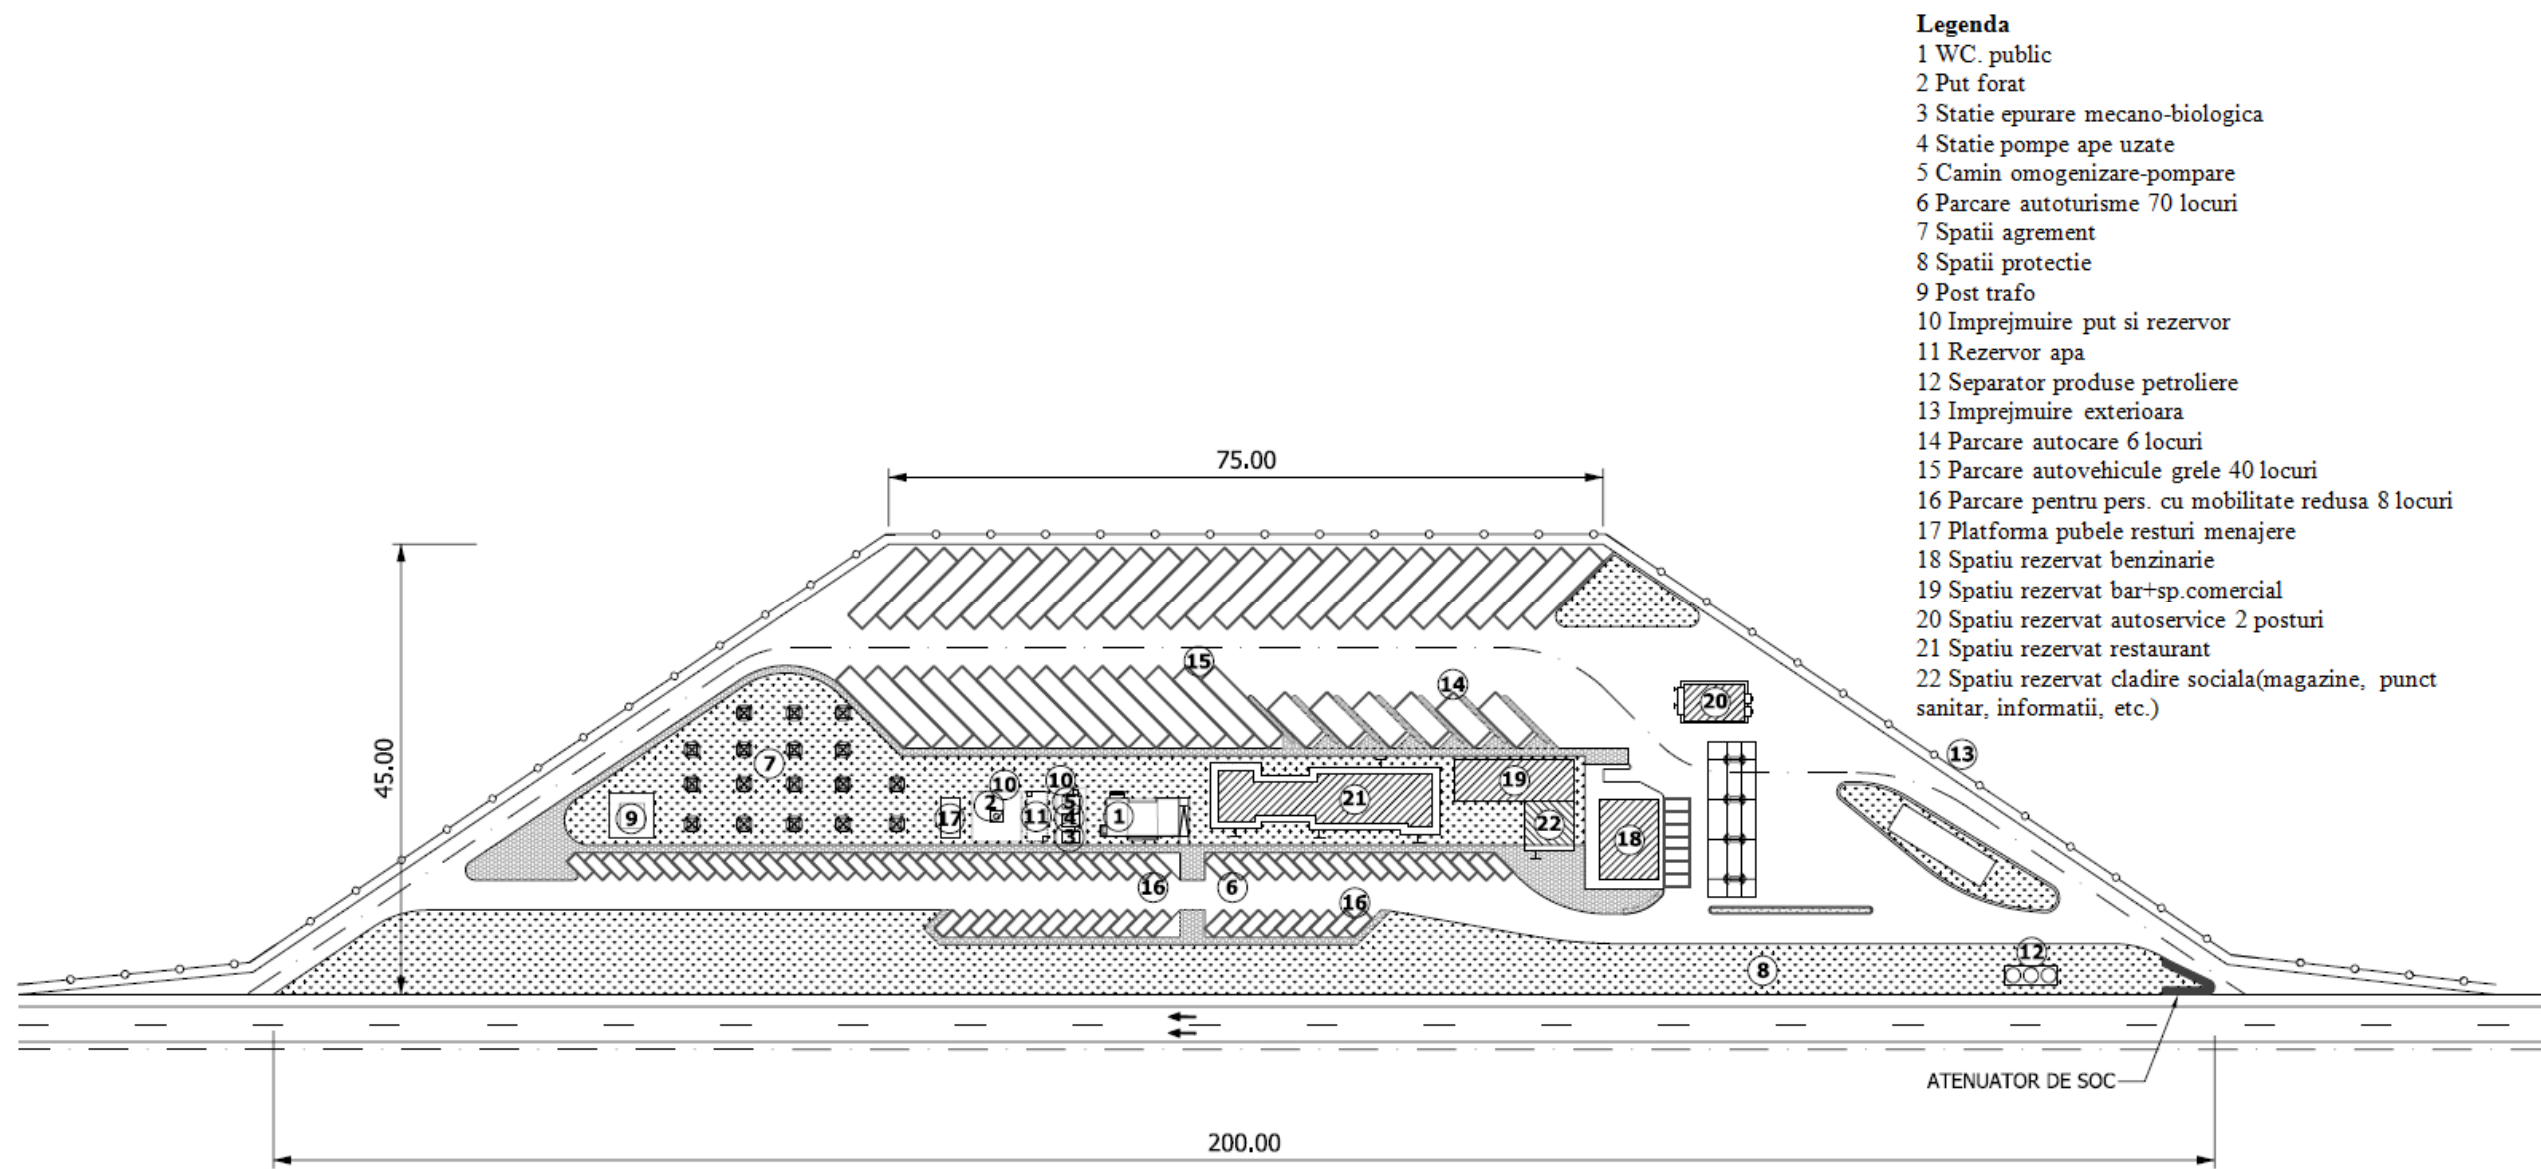 Legenda
1 WC. public
2 Put forat
3 Statie epurare mecano-biologica
4 Statie pompe ape uzate
5 Camin omogenizare-pompare
6 Parcare autoturisme 70 locuri
7 Spatii agrement
8 Spatii protectie
9 Post trafo
10 Imprejmuire put si rezervor
11 Rezervor apa
12 Separator produse petroliere
13 Imprejmuire exterioara
14 Parcare autocare 6 locuri
15 Parcare autovehicule grele 40 locuri
16 Parcare pentru pers. cu mobilitate redusa 8 locuri
17 Platforma pubele resturi menajere
18 Spatiu rezervat benzinarie
19 Spatiu rezervat bar+sp.comercial
20 Spatiu rezervat autoservice 2 posturi
21 Spatiu rezervat restaurant
22 Spatiu rezervat cladire sociala(magazine, punct
sanitar, informatii, etc.)
75.00
45.00
15
14
20
13
7
10
10
19
9
17
2
11
5
4
3
1
21
22
18
16
6
16
12
8
ATENUATOR DE SOC
200.00